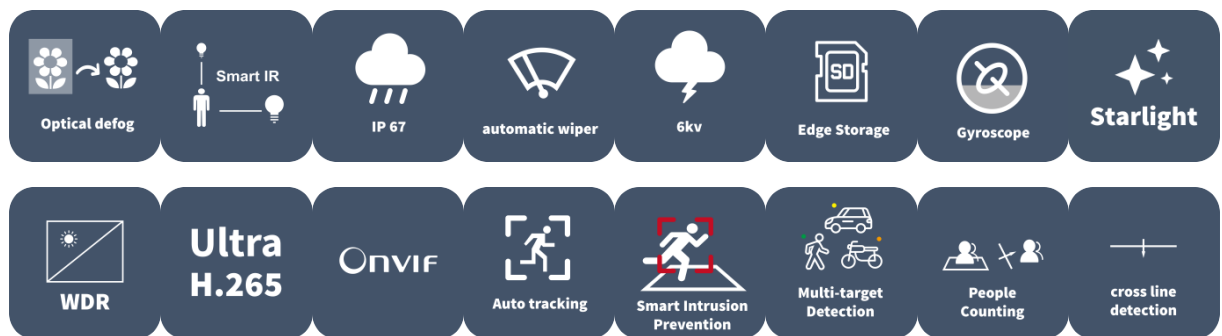 Optical defog
Smart IR
IP 67
automatic wiper
6kv
SD
Edge Storage
Gyroscope
Starlight
WDR
Ultra
H.265
ONVIF
Auto tracking
Smart Intrusion
Prevention
Multi-target
Detection
People
Counting
cross line
detection